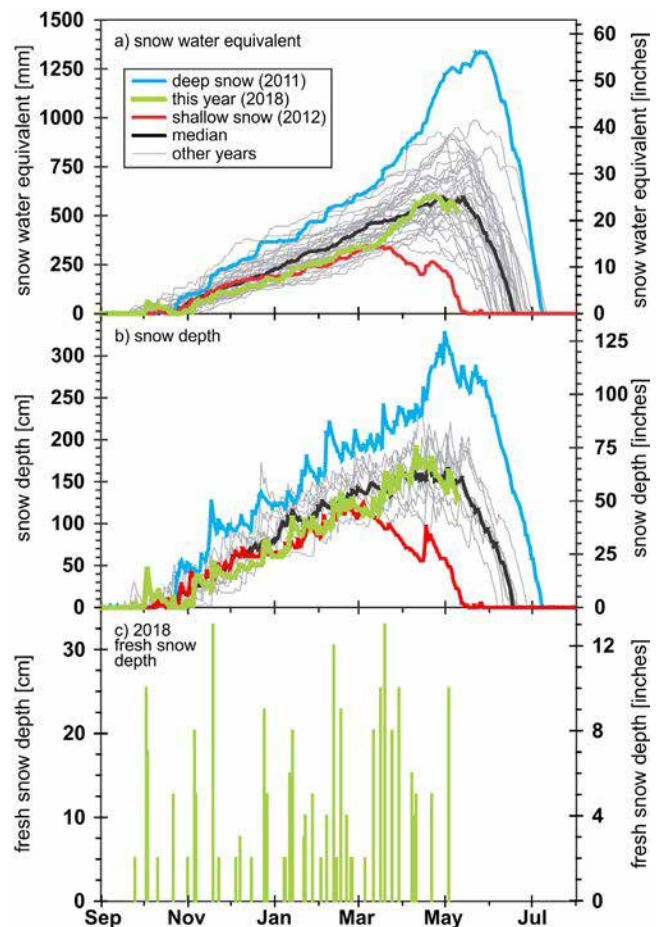 a) snow water equivalent
snow water equivalent [mm]
1500
1250
1000
750
500
250
0
deep snow (2011)
this year (2018)
shallow snow (2012)
median
other years
60
50
40
30
20
10
0
snow water equivalent [inches]
b) snow depth
snow depth [cm]
300
250
200
150
100
50
0
125
100
75
50
25
0
snow depth [inches]
c) 2018
fresh snow
depth
fresh snow depth [cm]
30
20
10
0
12
8
4
0
fresh snow depth [inches]
Sep Nov Jan Mar May Jul